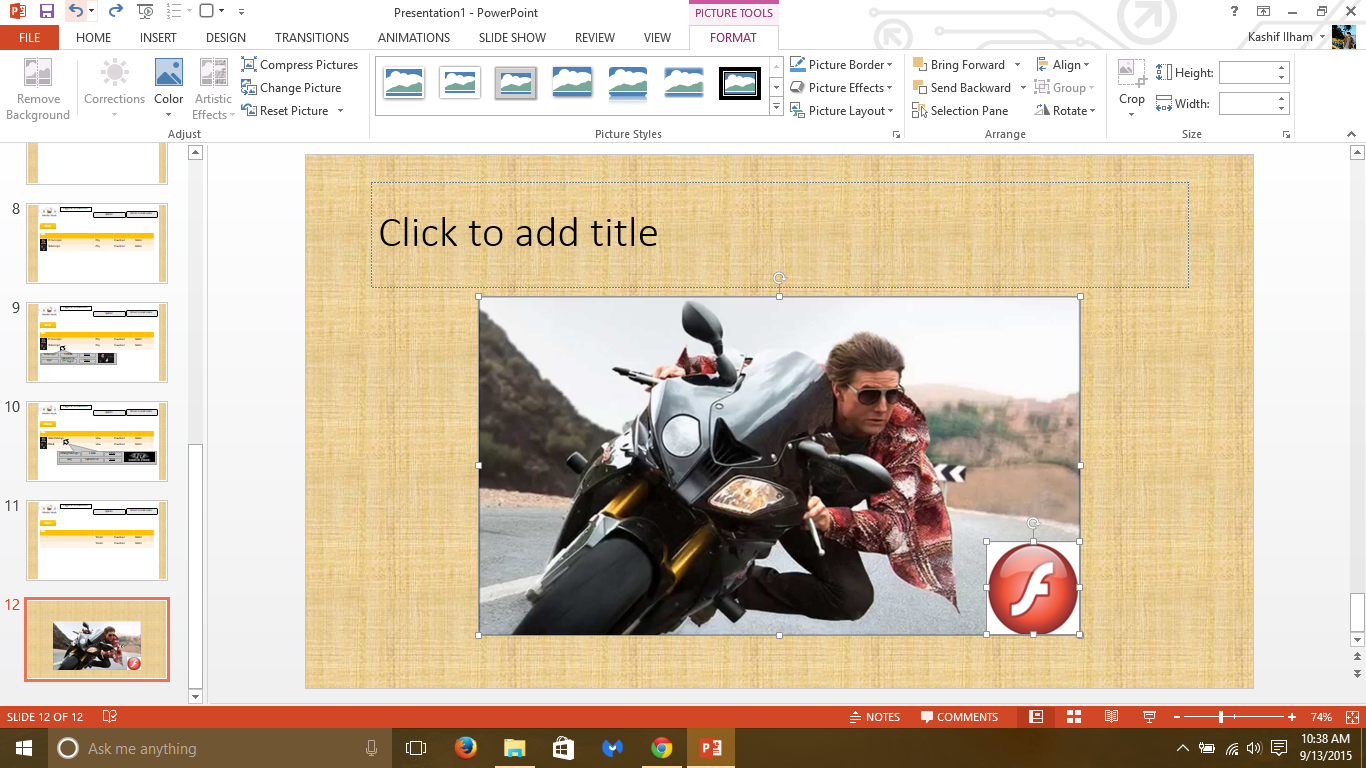 Presentation1 - PowerPoint
PICTURE TOOLS
?
FILE HOME INSERT DESIGN TRANSITIONS ANIMATIONS SLIDE SHOW REVIEW VIEW FORMAT
Kashif Ilham
Remove Background
Corrections
Color
Artistic Effects
Compress Pictures
Change Picture
Reset Picture
Adjust
Picture Styles
Picture Border
Picture Effects
Picture Layout
Bring Forward
Send Backward
Selection Pane
Align
Group
Rotate
Arrange
Crop
Height:
Width:
Size
8
9
10
11
12
Click to add title
SLIDE 12 OF 12
NOTES
COMMENTS
74%
Ask me anything
10:38 AM
9/13/2015